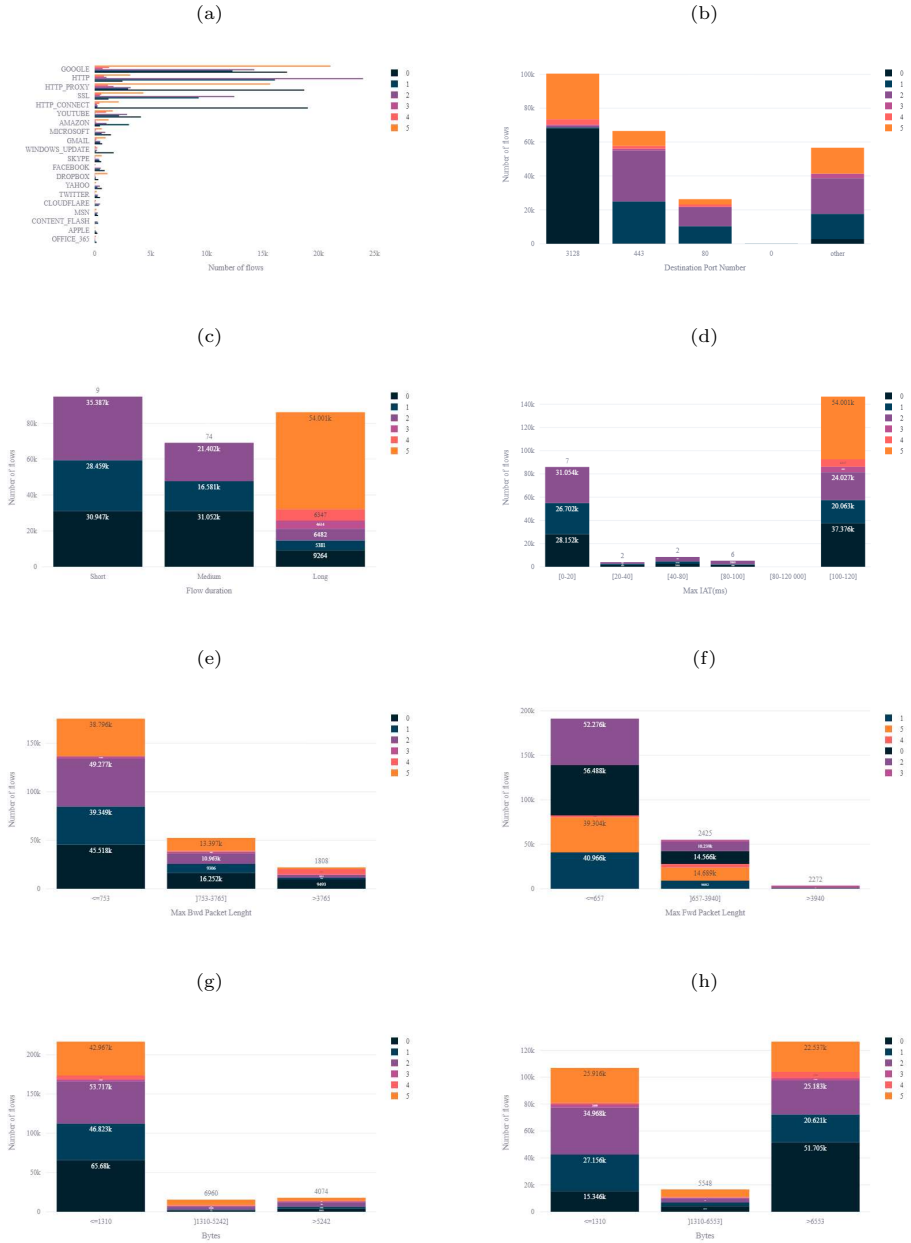 (a)
(b)
GOOGLE
HTTP
HTTP_PROXY
SSL
HTTP_CONNECT
YOUTUBE
AMAZON
MICROSOFT
GMAIL
WINDOWS_UPDATE
SKYPE
FACEBOOK
DROPBOX
YAHOO
TWITTER
CLOUDFLARE
MSN
CONTENT_FLASH
APPLE
OFFICE_365
0 5k 10k 15k 20k 25k
Number of flows
0
1
2
3
4
5
Number of flows
100k
80k
60k
40k
20k
0
3128 443 80 0 other
Destination Port Number
0
1
2
3
4
5
(c)
(d)
Number of flows
80k
60k
40k
20k
0
9
35.387k
28.459k
30.947k
74
21.402k
16.581k
31.052k
54.001k
6347
6482
5381
9264
Short Medium Long
Flow duration
0
1
2
3
4
5
Number of flows
140k
120k
100k
80k
60k
40k
20k
0
7
31.054k
26.702k
28.152k
2
2
6
54.001k
24.027k
20.063k
37.376k
[0-20] [20-40] [40-80] [80-100] [80-120.000] [100-120]
Max IAT(ms)
0
1
2
3
4
5
(e)
(f)
Number of flows
150k
100k
50k
0
38.796k
49.277k
39.349k
45.518k
13.397k
10.963k
9306
16.252k
1808
9493
<=753 ]753-3765] >3765
Max Bwd Packet Lenght
0
1
2
3
4
5
Number of flows
200k
150k
100k
50k
0
52.276k
56.488k
39.304k
40.966k
2425
10.239k
14.566k
14.689k
2272
<=657 ]657-3940] >3940
Max Fwd Packet Lenght
1
5
4
0
2
3
(g)
(h)
Number of flows
200k
150k
100k
50k
0
42.967k
53.717k
46.823k
65.68k
6960
4074
<=1310 ]1310-5242] >5242
Bytes
0
1
2
3
4
5
Number of flows
120k
100k
80k
60k
40k
20k
0
25.916k
34.968k
27.156k
15.346k
5548
22.537k
25.183k
20.621k
51.705k
<=1310 ]1310-6553] >6553
Bytes
0
1
2
3
4
5